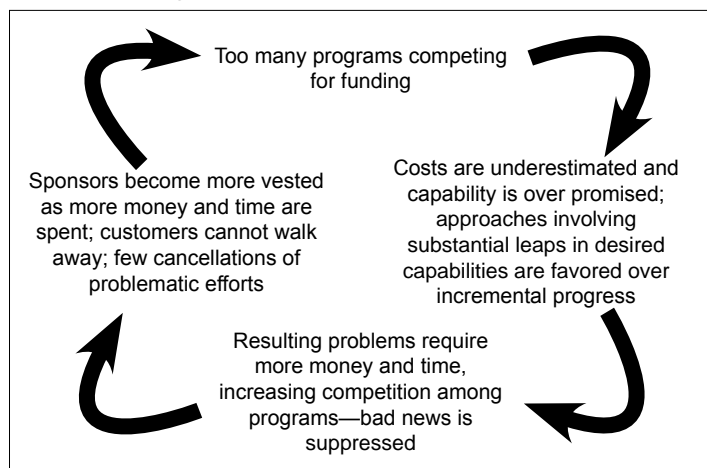 Too many programs competing
for funding
Costs are underestimated and
capability is over promised;
approaches involving
substantial leaps in desired
capabilities are favored over
incremental progress
Resulting problems require
more money and time,
increasing competition among
programs—bad news is
suppressed
Sponsors become more vested
as more money and time are
spent; customers cannot walk
away; few cancellations of
problematic efforts